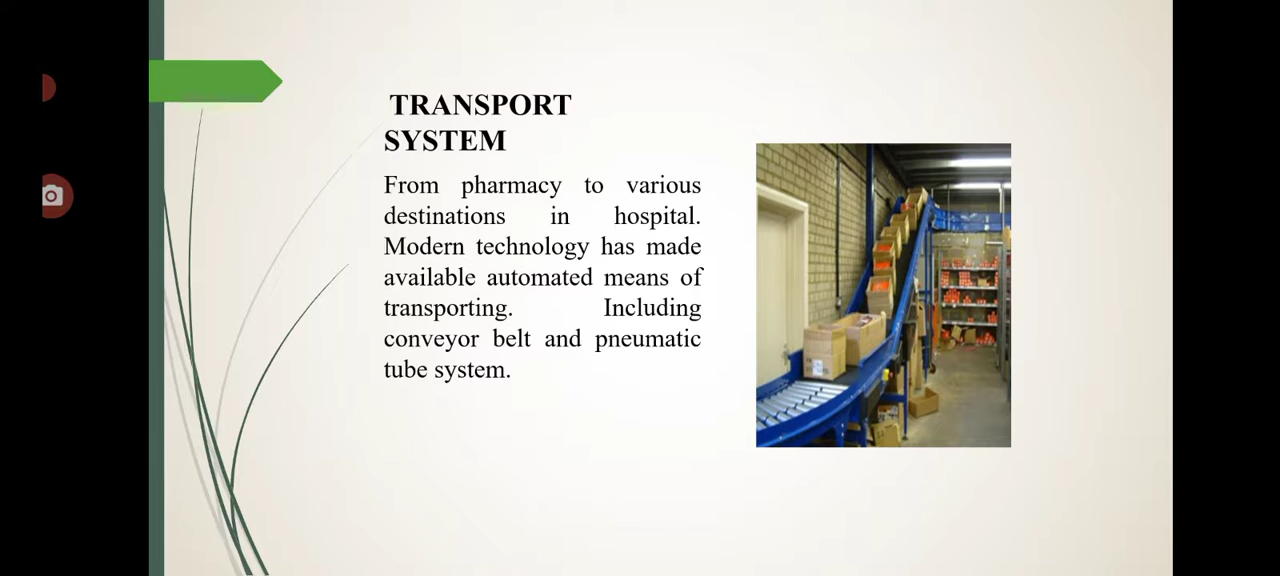 TRANSPORT
SYSTEM
From pharmacy to various
destinations in hospital.
Modern technology has made
available automated means of
transporting. Including
conveyor belt and pneumatic
tube system.